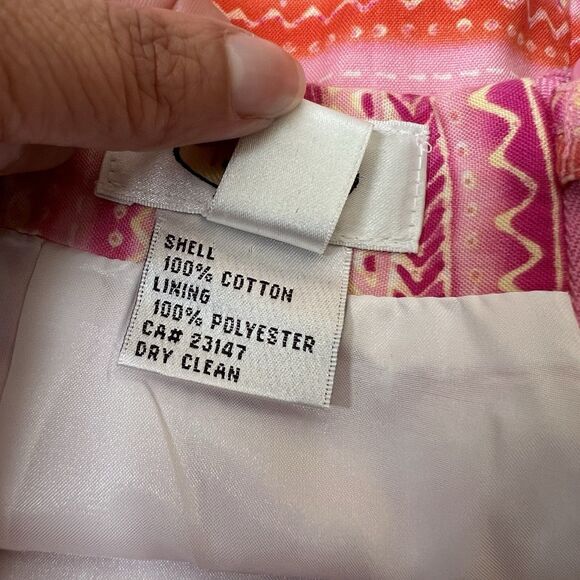 SHELL
100% COTTON
LINING
100% POLYESTER
CA# 23147
DRY CLEAN